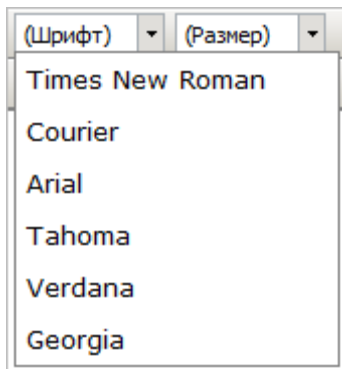 (Шрифт) (Размер)
Times New Roman
Courier
Arial
Tahoma
Verdana
Georgia